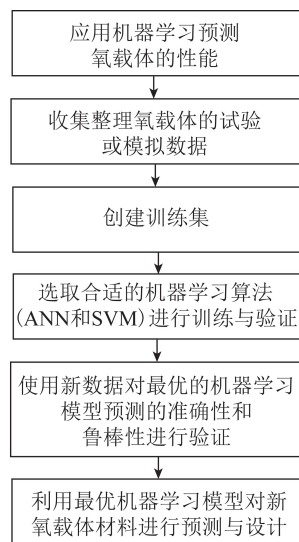 应用机器学习预测
氧载体的性能
收集整理氧载体的试验
或模拟数据
创建训练集
选取合适的机器学习算法
(ANN和SVM)进行训练与验证
使用新数据对最优的机器学习
模型预测的准确性和
鲁棒性进行验证
利用最优机器学习模型对新
氧载体材料进行预测与设计